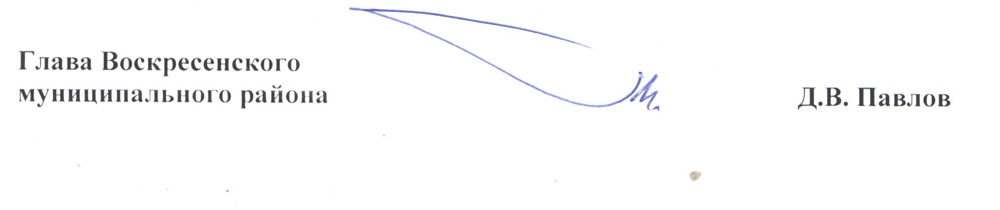 Глава Воскресенского
муниципального района
Д.В. Павлов